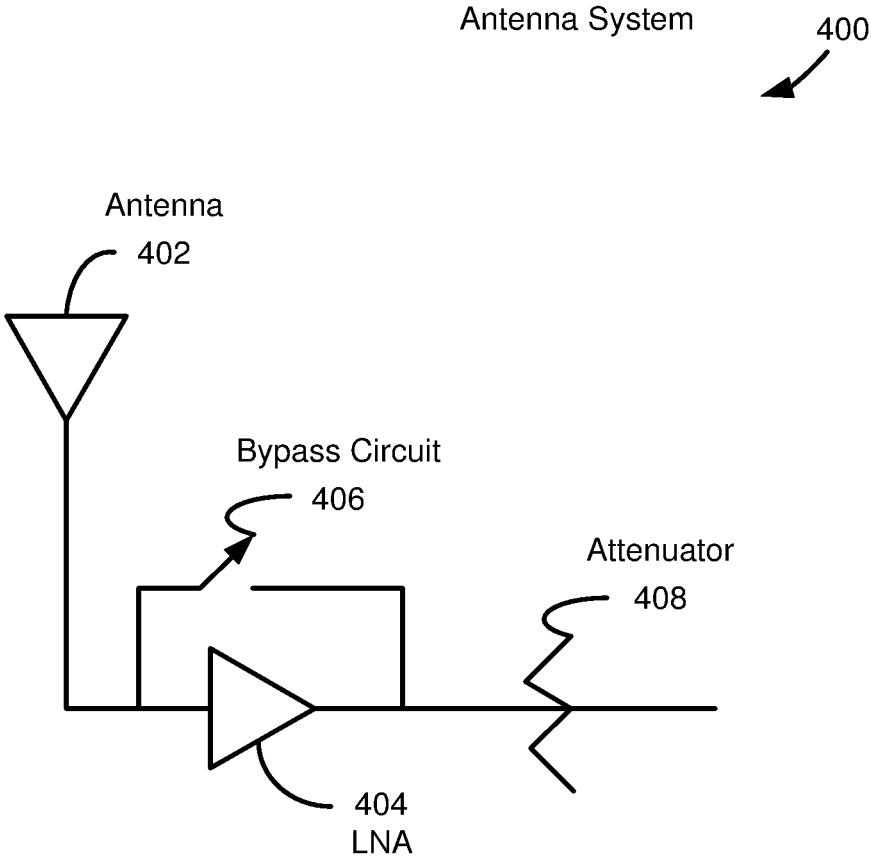 Antenna System
400
Antenna
402
Bypass Circuit
406
Attenuator
408
404
LNA